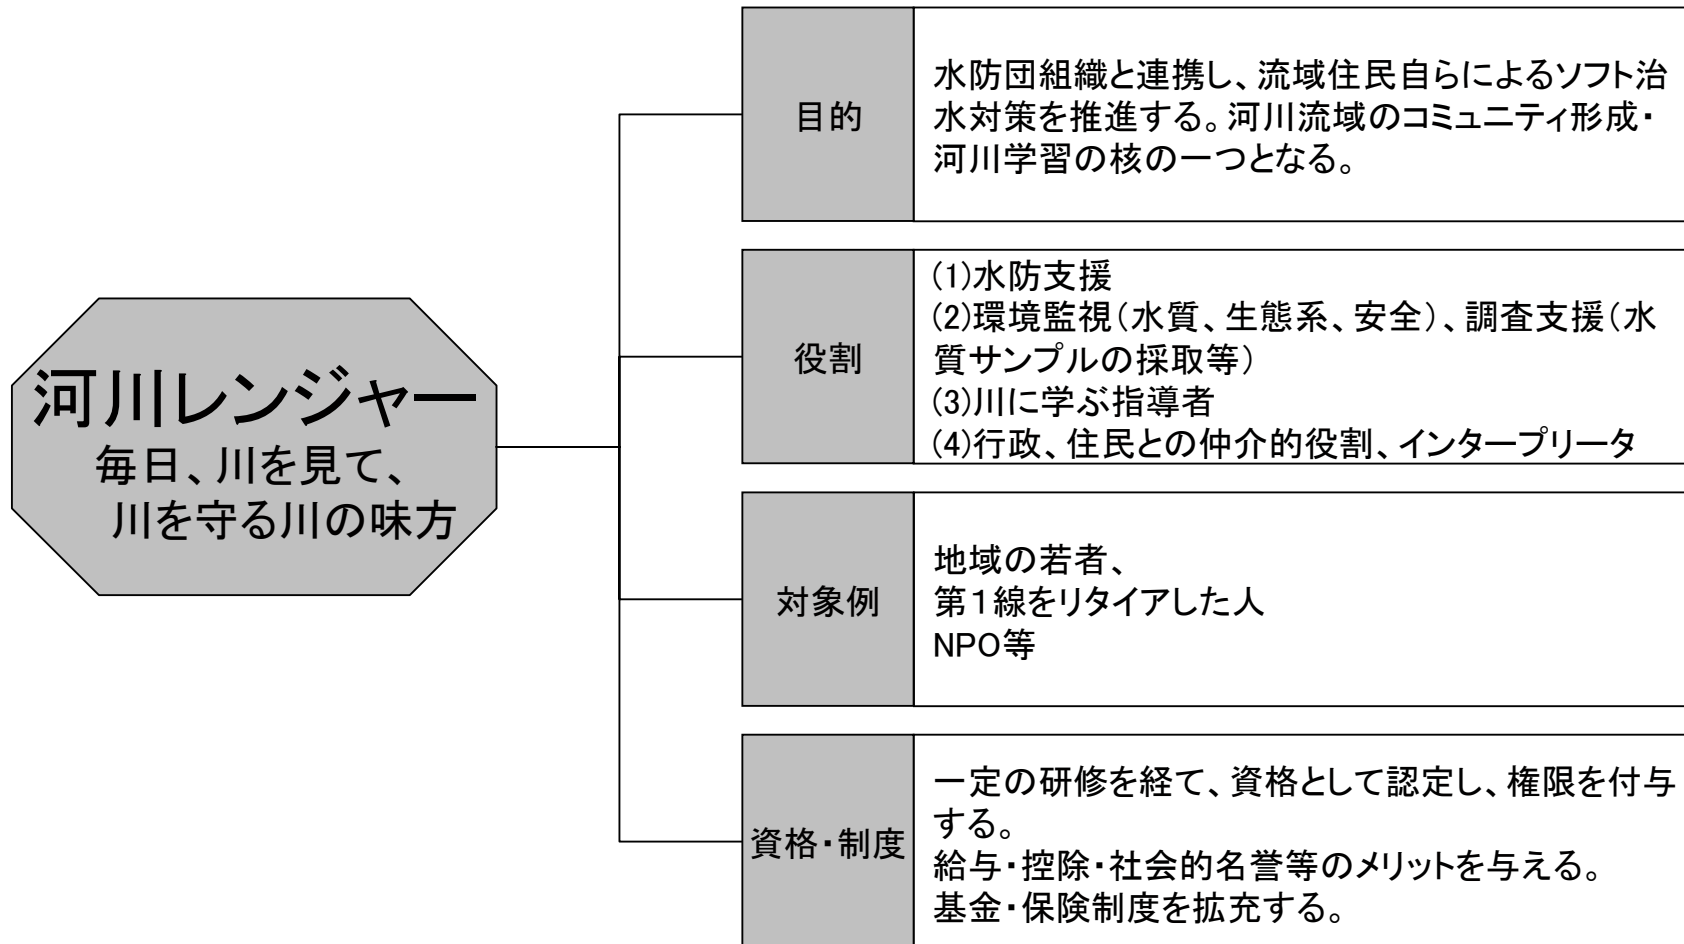 河川レンジャー
毎日、川を見て、
川を守る川の味方
目的
水防団組織と連携し、流域住民自らによるソフト治
水対策を推進する。河川流域のコミュニティ形成・
河川学習の核の一つとなる。
役割
(1)水防支援
(2)環境監視(水質、生態系、安全)、調査支援(水
質サンプルの採取等)
(3)川に学ぶ指導者
(4)行政、住民との仲介的役割、インタープリータ
対象例
地域の若者、
第1線をリタイアした人
NPO等
資格・制度
一定の研修を経て、資格として認定し、権限を付与
する。
給与・控除・社会的名誉等のメリットを与える。
基金・保険制度を拡充する。